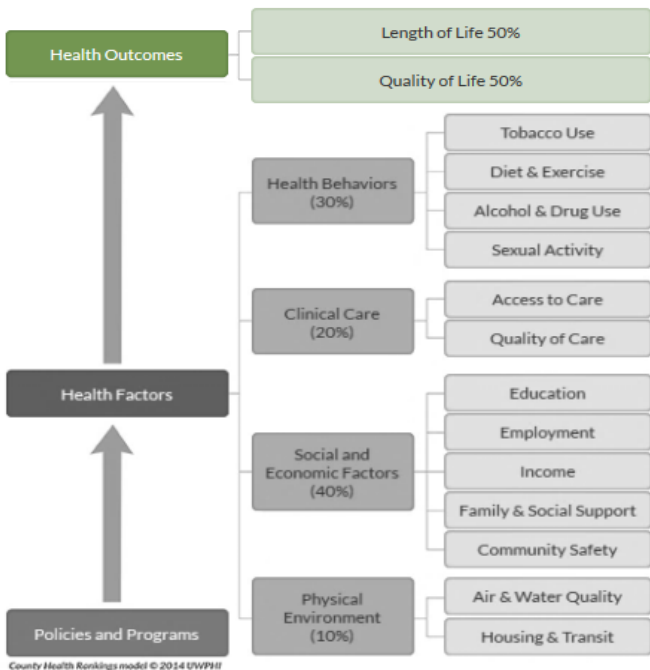 Health Outcomes
Length of Life 50%
Quality of Life 50%
Health Behaviors
(30%)
Tobacco Use
Diet & Exercise
Alcohol & Drug Use
Sexual Activity
Clinical Care
(20%)
Access to Care
Quality of Care
Health Factors
Social and
Economic Factors
(40%)
Education
Employment
Income
Family & Social Support
Community Safety
Physical
Environment
(10%)
Air & Water Quality
Housing & Transit
Policies and Programs
County Health Rankings model © 2014 UWPHI